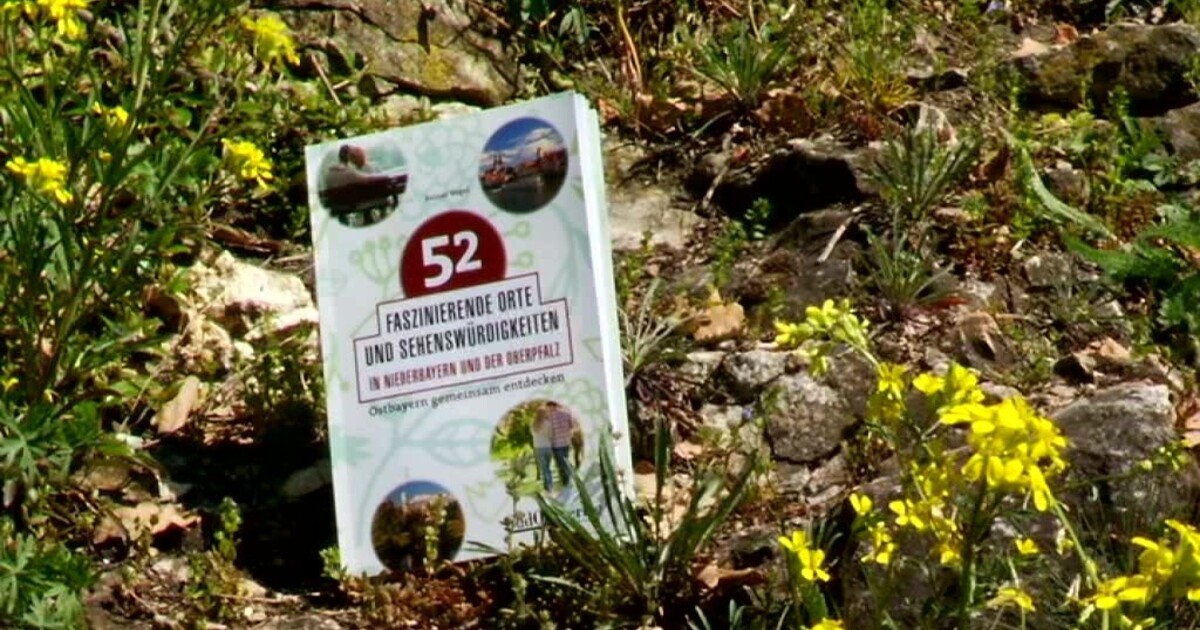 52
FASZINIERENDE ORTE
UND SEHENSWÜRDIGKEITEN
IN NIEDERBAYERN UND DER OBERPFALZ
Ostbayern gemeinsam entdecken